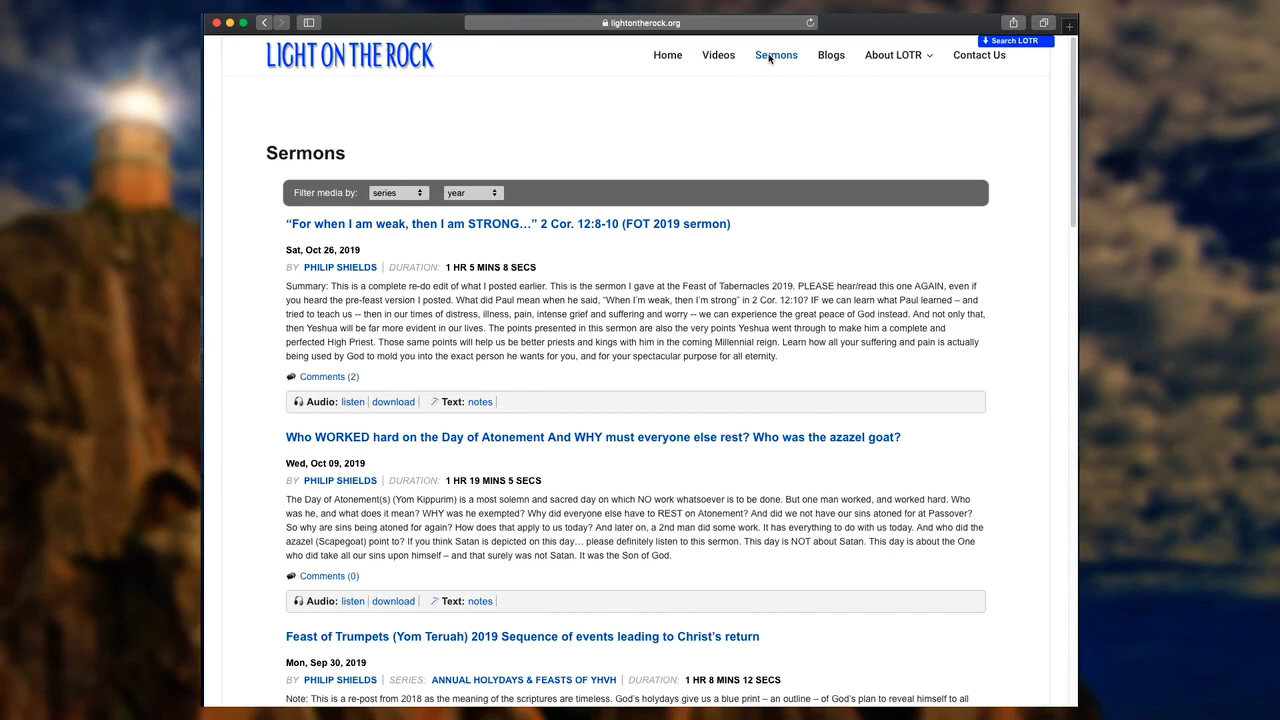 lightontherock.org
Search LOTR
LIGHT ON THE ROCK
Home Videos Sermons Blogs About LOTR Contact Us
Sermons
Filter media by: series year
“For when I am weak, then I am STRONG…” 2 Cor. 12:8-10 (FOT 2019 sermon)
Sat, Oct 26, 2019
BY PHILIP SHIELDS | DURATION: 1 HR 5 MINS 8 SECS
Summary: This is a complete re-do edit of what I posted earlier. This is the sermon I gave at the Feast of Tabernacles 2019. PLEASE hear/read this one AGAIN, even if
you heard the pre-feast version I posted. What did Paul mean when he said, “When I’m weak, then I’m strong” in 2 Cor. 12:10? IF we can learn what Paul learned – and
tried to teach us -- then in our times of distress, illness, pain, intense grief and suffering and worry -- we can experience the great peace of God instead. And not only that,
then Yeshua will be far more evident in our lives. The points presented in this sermon are also the very points Yeshua went through to make him a complete and
perfected High Priest. Those same points will help us be better priests and kings with him in the coming Millennial reign. Learn how all your suffering and pain is actually
being used by God to mold you into the exact person he wants for you, and for your spectacular purpose for all eternity.
Comments (2)
Audio: listen | download | Text: notes |
Who WORKED hard on the Day of Atonement And WHY must everyone else rest? Who was the azazel goat?
Wed, Oct 09, 2019
BY PHILIP SHIELDS | DURATION: 1 HR 19 MINS 5 SECS
The Day of Atonement(s) (Yom Kippurim) is a most solemn and sacred day on which NO work whatsoever is to be done. But one man worked, and worked hard. Who
was he, and what does it mean? WHY was he exempted? Why did everyone else have to REST on Atonement? And did we not have our sins atoned for at Passover?
So why are sins being atoned for again? How does that apply to us today? And later on, a 2nd man did some work. It has everything to do with us today. And who did the
azazel (Scapegoat) point to? If you think Satan is depicted on this day… please definitely listen to this sermon. This day is NOT about Satan. This day is about the One
who did take all our sins upon himself – and that surely was not Satan. It was the Son of God.
Comments (0)
Audio: listen | download | Text: notes |
Feast of Trumpets (Yom Teruah) 2019 Sequence of events leading to Christ’s return
Mon, Sep 30, 2019
BY PHILIP SHIELDS | SERIES: ANNUAL HOLYDAYS & FEASTS OF YHVH | DURATION: 1 HR 8 MINS 12 SECS
Note: This is a re-post from 2018 as the meaning of the scriptures are timeless. God’s holydays give us a blue print – an outline – of God’s plan to reveal himself to all